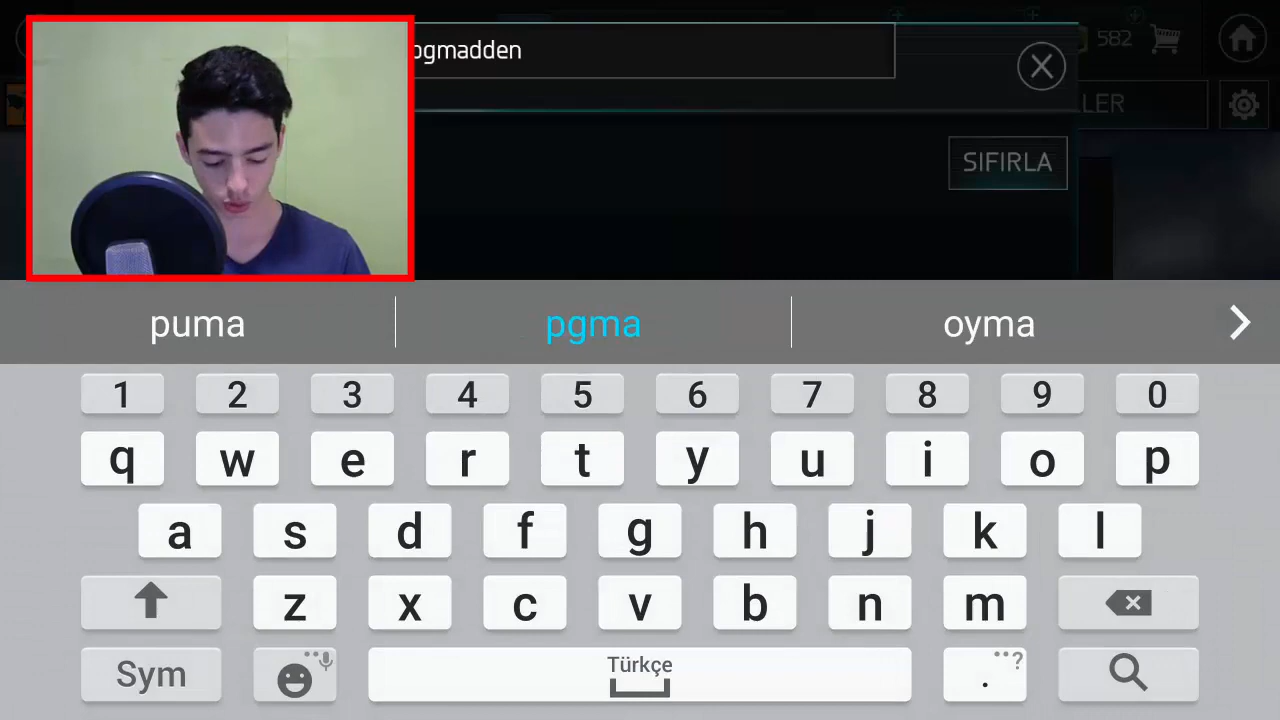 pgmadden
582
LER
SIFIRLA
puma
pgma
oyma
1 2 3 4 5 6 7 8 9 0
q w e r t y u i o p
a s d f g h j k l
z x c v b n m
Sym
Türkçe
. ?